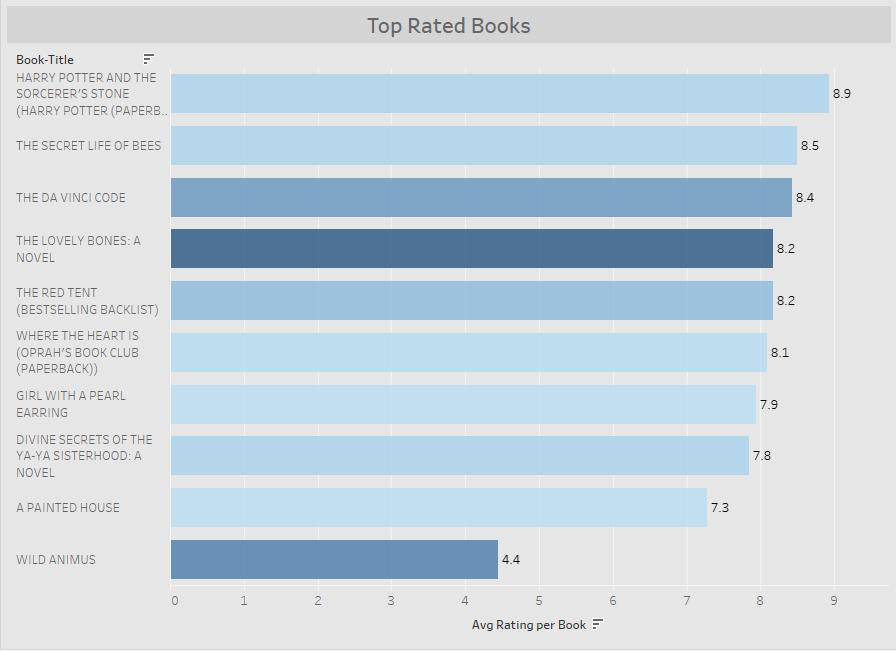 Top Rated Books
Book-Title
HARRY POTTER AND THE
SORCERER'S STONE
(HARRY POTTER (PAPERB..
8.9
THE SECRET LIFE OF BEES
8.5
THE DA VINCI CODE
8.4
THE LOVELY BONES: A
NOVEL
8.2
THE RED TENT
(BESTSELLING BACKLIST)
8.2
WHERE THE HEART IS
(OPRAH'S BOOK CLUB
(PAPERBACK))
8.1
GIRL WITH A PEARL
EARRING
7.9
DIVINE SECRETS OF THE
YA-YA SISTERHOOD: A
NOVEL
7.8
A PAINTED HOUSE
7.3
WILD ANIMUS
4.4
0 1 2 3 4 5 6 7 8 9
Avg Rating per Book